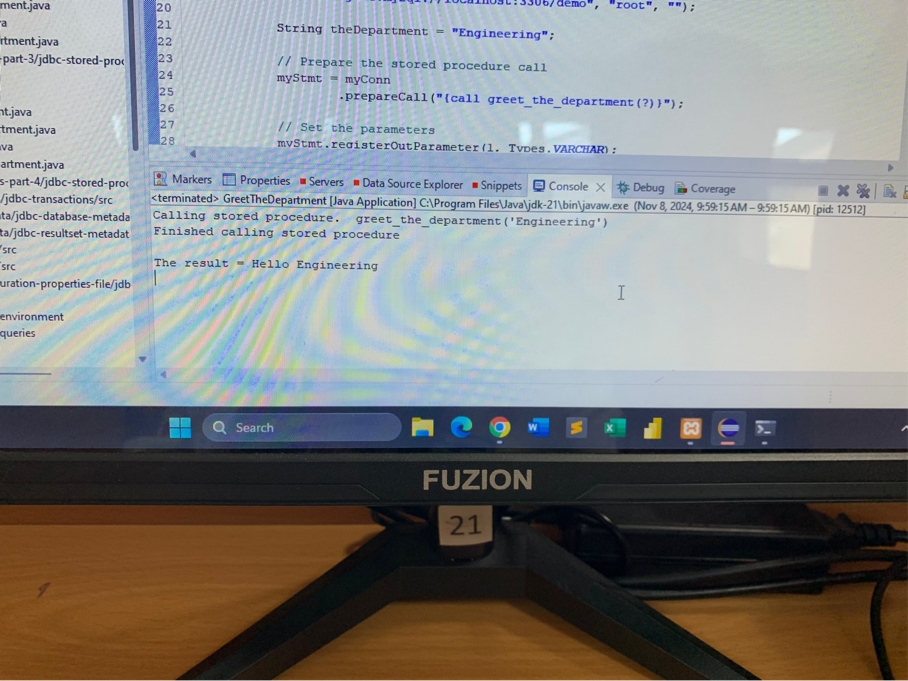 ment.java
rtment.java
-part-3/jdbc-stored-proc
nt.java
rtment.java
artment.java
s-part-4/jdbc-stored-proc
/jdbc-transactions/src
ta/jdbc-database-metada
ta/jdbc-resultset-metadat
/src
/src
uration-properties-file/jdb
environment
queries
20 localhost:3306/demo", "root", "");
21
22 String theDepartment = "Engineering";
23
24 // Prepare the stored procedure call
25 myStmt = myConn
26 .prepareCall("{call greet_the_department(?)}");
27
28 // Set the parameters
myStmt.registerOutParameter(1, Types.VARCHAR);
Markers Properties Servers Data Source Explorer Snippets Console Debug Coverage
<terminated> GreetTheDepartment [Java Application] C:\Program Files\Java\jdk-21\bin\javaw.exe (Nov 8, 2024, 9:59:15 AM – 9:59:15 AM) [pid: 12512]
Calling stored procedure. greet_the_department('Engineering')
Finished calling stored procedure
The result = Hello Engineering
Search
FUZION
21